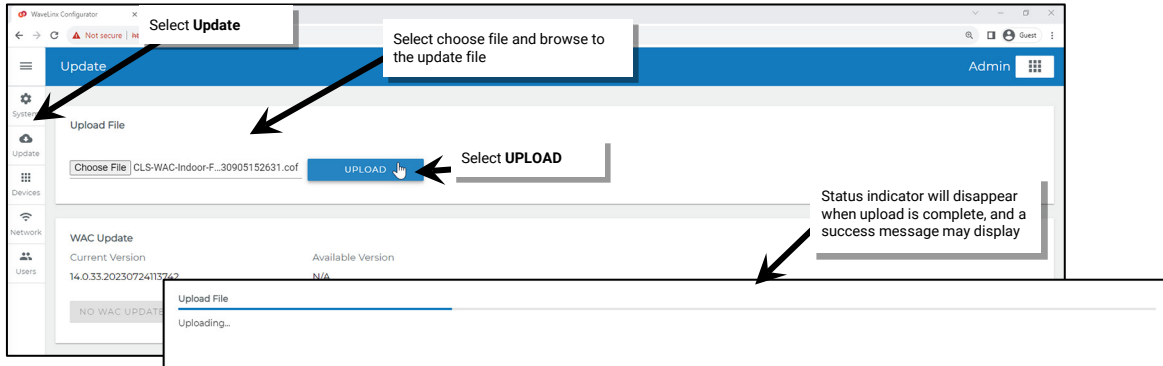 WaveLinx Configurator
Select Update
Not secure
Guest
Select choose file and browse to
the update file
Update
Admin
System
Update
Devices
Network
Users
Upload File
Choose File CLS-WAC-Indoor-F...30905152631.cof
UPLOAD
Select UPLOAD
Status indicator will disappear
when upload is complete, and a
success message may display
WAC Update
Current Version Available Version
14.0.33.20230724113742 N/A
NO WAC UPDATE
Upload File
Uploading...